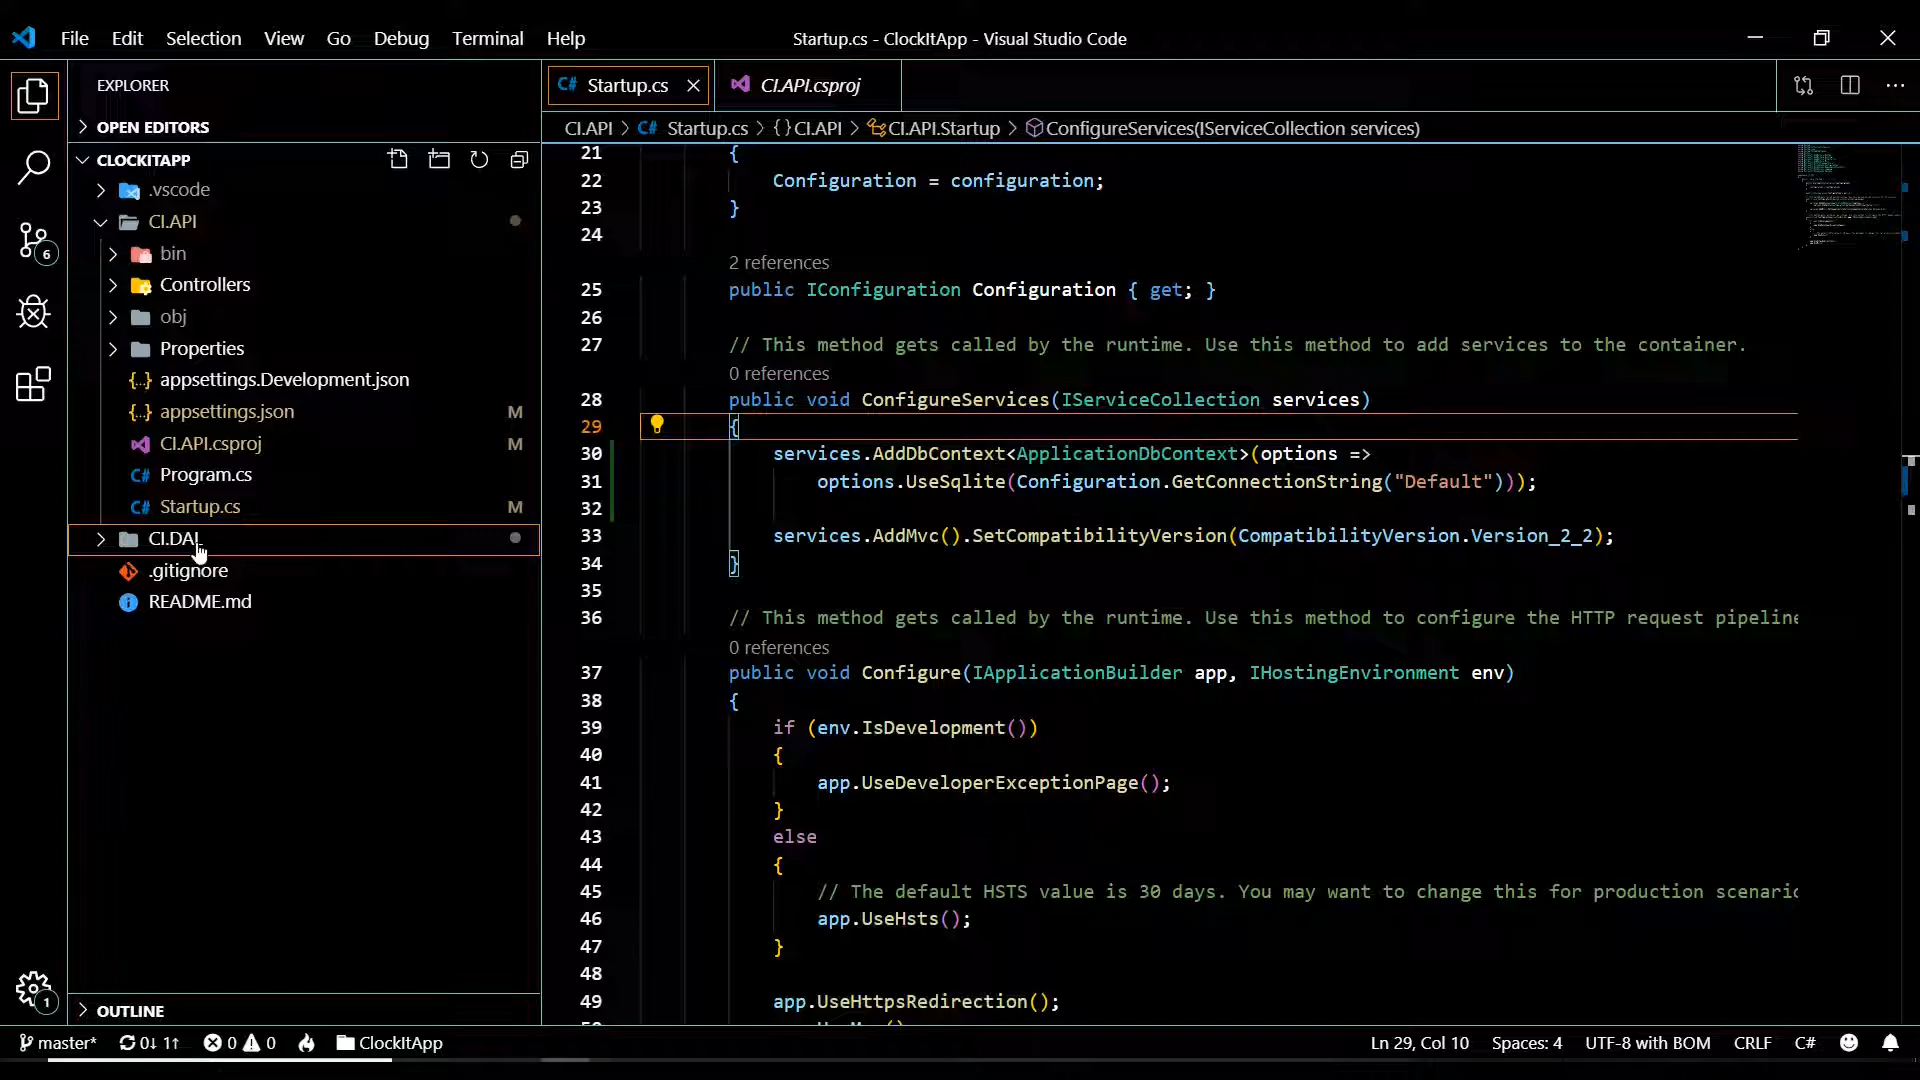 File Edit Selection View Go Debug Terminal Help
Startup.cs - ClockItApp - Visual Studio Code
EXPLORER
OPEN EDITORS
CLOCKITAPP
.vscode
CI.API
bin
Controllers
obj
Properties
{..} appsettings.Development.json
{..} appsettings.json M
CI.API.csproj M
C# Program.cs
C# Startup.cs M
CI.DAL
.gitignore
README.md
OUTLINE
6
1
C# Startup.cs
CI.API.csproj
CI.API > C# Startup.cs > {} CI.API > CI.API.Startup > ConfigureServices(IServiceCollection services)
21 {
22 Configuration = configuration;
23 }
24
2 references
25 public IConfiguration Configuration { get; }
26
27 // This method gets called by the runtime. Use this method to add services to the container.
0 references
28 public void ConfigureServices(IServiceCollection services)
29 {
30 services.AddDbContext<ApplicationDbContext>(options =>
31 options.UseSqlite(Configuration.GetConnectionString("Default")));
32
33 services.AddMvc().SetCompatibilityVersion(CompatibilityVersion.Version_2_2);
34 }
35
36 // This method gets called by the runtime. Use this method to configure the HTTP request pipeline
0 references
37 public void Configure(IApplicationBuilder app, IHostingEnvironment env)
38 {
39 if (env.IsDevelopment())
40 {
41 app.UseDeveloperExceptionPage();
42 }
43 else
44 {
45 // The default HSTS value is 30 days. You may want to change this for production
46 app.UseHsts();
47 }
48
49 app.UseHttpsRedirection();
master* 0↓ 1↑ 0 0 ClockItApp
Ln 29, Col 10 Spaces: 4 UTF-8 with BOM CRLF C#